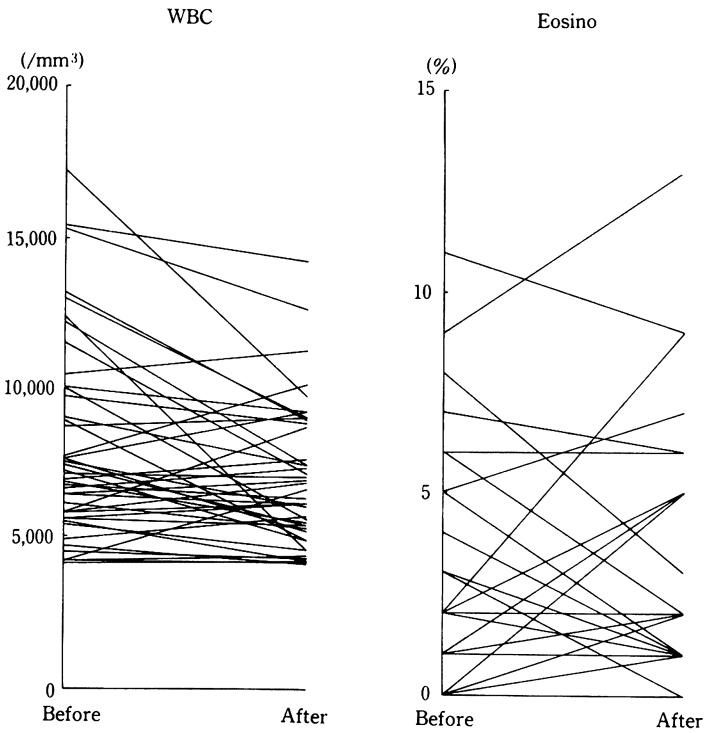 WBC
(/mm³)
20,000
15,000
10,000
5,000
0
Before
After
Eosino
(%)
15
10
5
0
Before
After